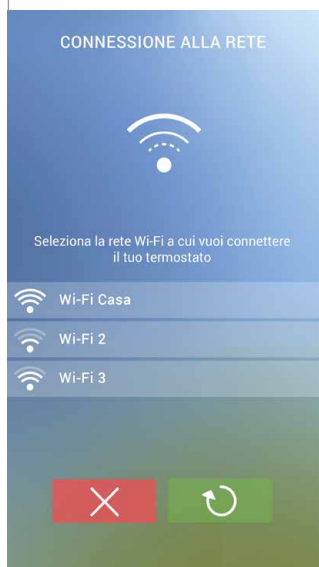 CONNESSIONE ALLA RETE
Seleziona la rete Wi-Fi a cui vuoi connettere
il tuo termostato
Wi-Fi Casa
Wi-Fi 2
Wi-Fi 3